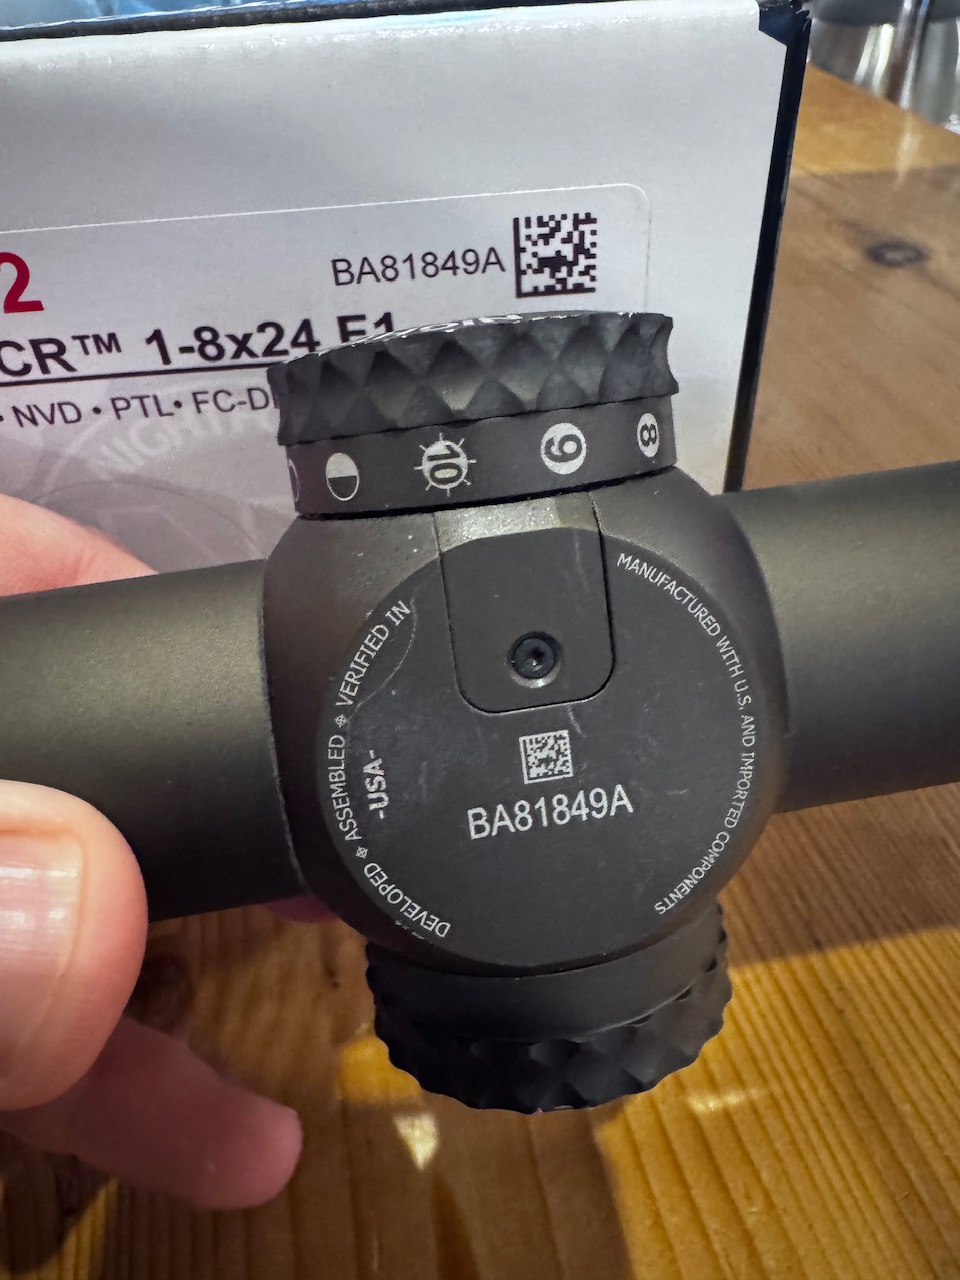 2
BA81849A
CR™ 1-8x24 F1
• NVD • PTL• FC-D
10 9 8
DEVELOPED ⌖ ASSEMBLED ⌖ VERIFIED IN
-USA-
MANUFACTURED WITH U.S. AND IMPORTED COMPONENTS
BA81849A